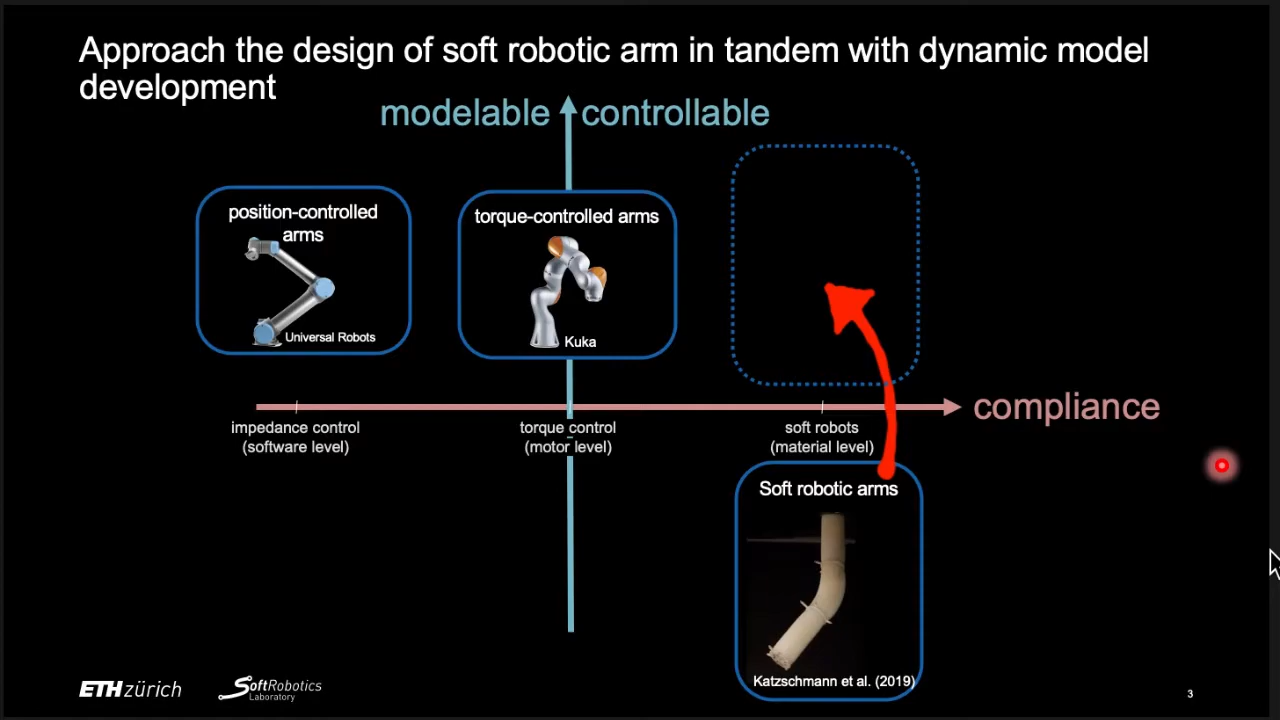 Approach the design of soft robotic arm in tandem with dynamic model
development
modelable controllable
position-controlled
arms
Universal Robots
torque-controlled arms
Kuka
compliance
impedance control
(software level)
torque control
(motor level)
soft robots
(material level)
Soft robotic arms
Katzschmann et al. (2019)
ETH zürich
SoftRobotics
Laboratory
3